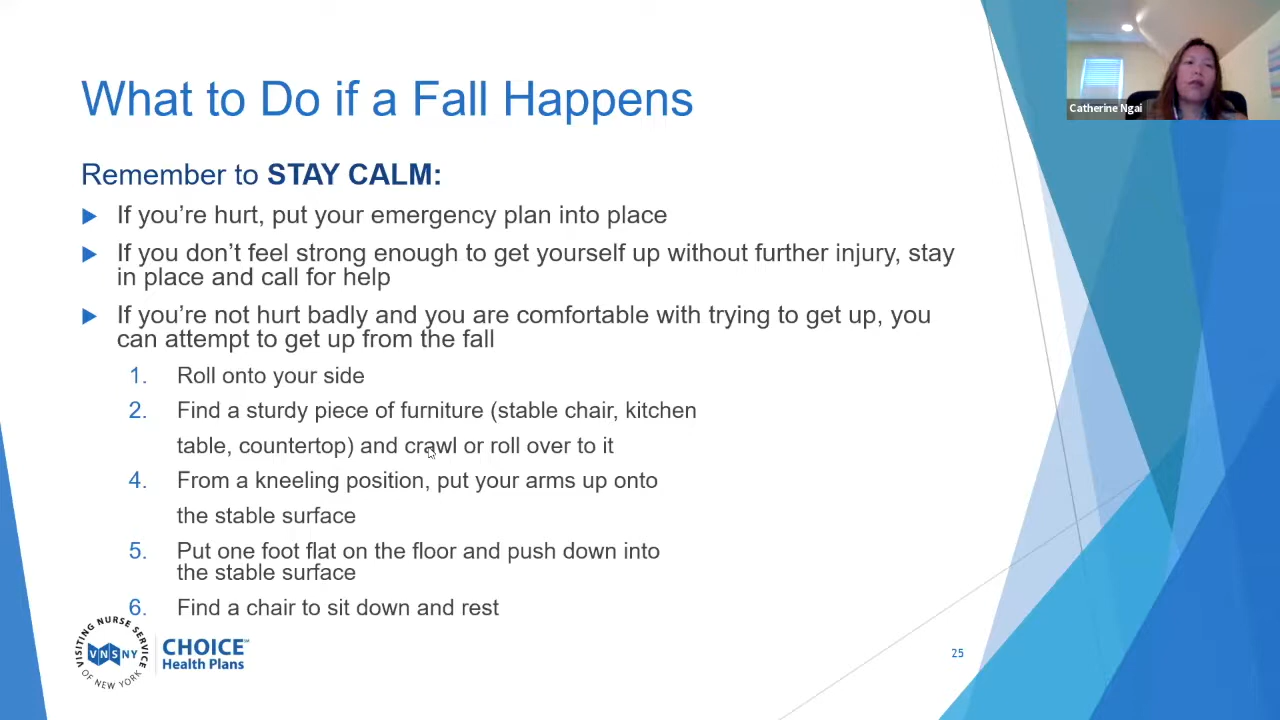 What to Do if a Fall Happens
Catherine Ngai
Remember to STAY CALM:
If you’re hurt, put your emergency plan into place
If you don’t feel strong enough to get yourself up without further injury, stay
in place and call for help
If you’re not hurt badly and you are comfortable with trying to get up, you
can attempt to get up from the fall
1. Roll onto your side
2. Find a sturdy piece of furniture (stable chair, kitchen
table, countertop) and crawl or roll over to it
4. From a kneeling position, put your arms up onto
the stable surface
5. Put one foot flat on the floor and push down into
the stable surface
6. Find a chair to sit down and rest
VISITING NURSE SERVICE
VNSNY
OF NEW YORK
CHOICE
Health Plans
25